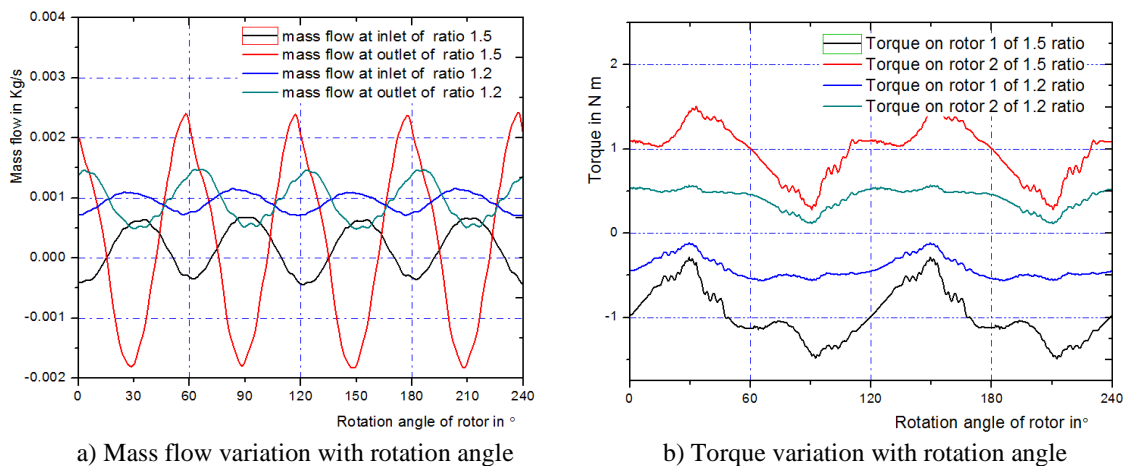 0.004
0.003
0.002
0.001
0.000
-0.001
-0.002
Mass flow in Kg/s
mass flow at inlet of ratio 1.5
mass flow at outlet of ratio 1.5
mass flow at inlet of ratio 1.2
mass flow at outlet of ratio 1.2
0 30 60 90 120 150 180 210 240
Rotation angle of rotor in °
a) Mass flow variation with rotation angle
2
1
0
-1
Torque in N m
Torque on rotor 1 of 1.5 ratio
Torque on rotor 2 of 1.5 ratio
Torque on rotor 1 of 1.2 ratio
Torque on rotor 2 of 1.2 ratio
0 60 120 180 240
Rotation angle of rotor in°
b) Torque variation with rotation angle